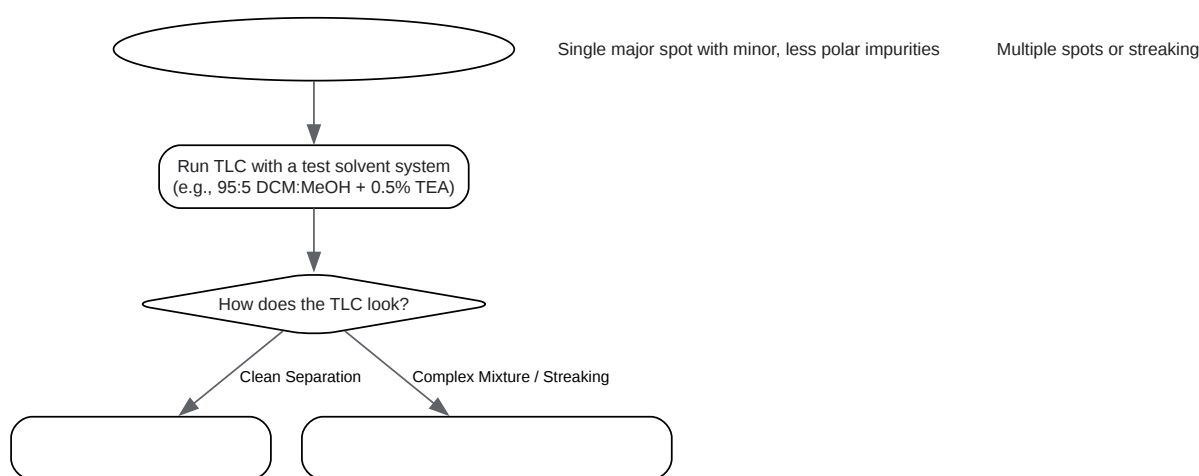 Single major spot with minor, less polar impurities
Multiple spots or streaking
Run TLC with a test solvent system
(e.g., 95:5 DCM:MeOH + 0.5% TEA)
How does the TLC look?
Clean Separation
Complex Mixture / Streaking